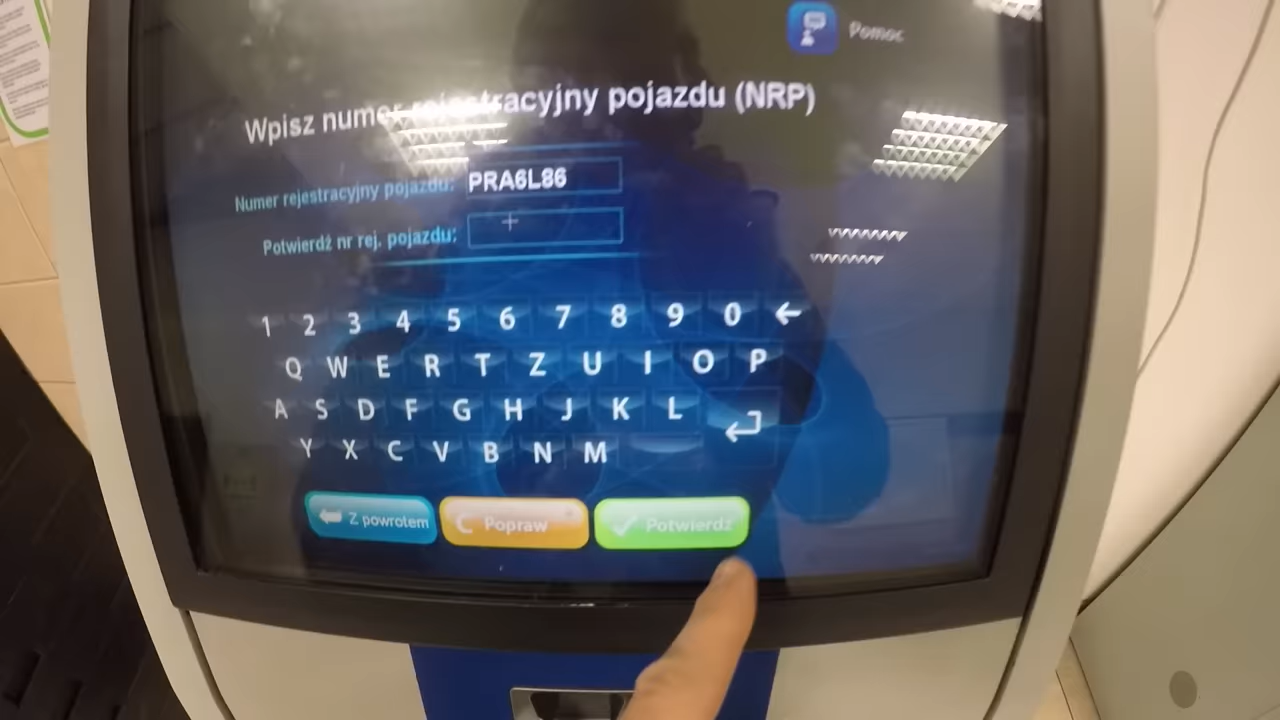 Pomoc
Wpisz numer rejestracyjny pojazdu (NRP)
Numer rejestracyjny pojazdu: PRA6L86
Potwierdź nr rej. pojazdu:
1 2 3 4 5 6 7 8 9 0 ←
Q W E R T Z U I O P
A S D F G H J K L
Y X C V B N M
Z powrotem Popraw Potwierdź